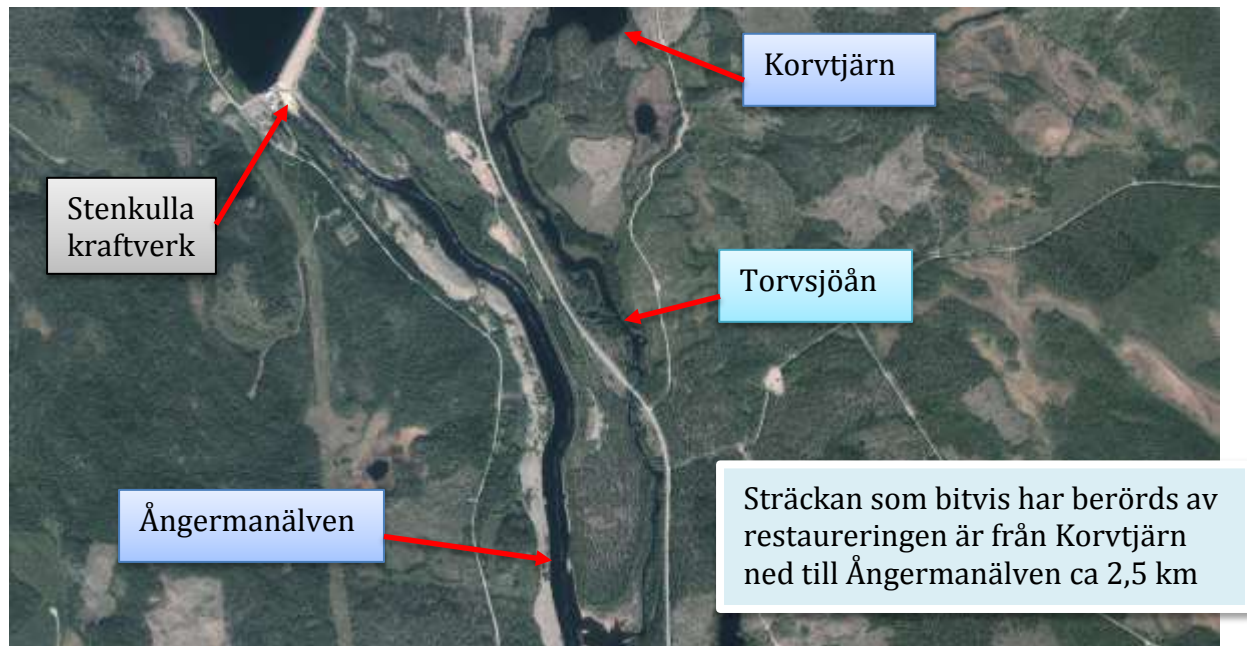 Korvtjärn
Stenkulla
kraftverk
Torvsjöån
Ångermanälven
Sträckan som bitvis har berörds av
restaureringen är från Korvtjärn
ned till Ångermanälven ca 2,5 km